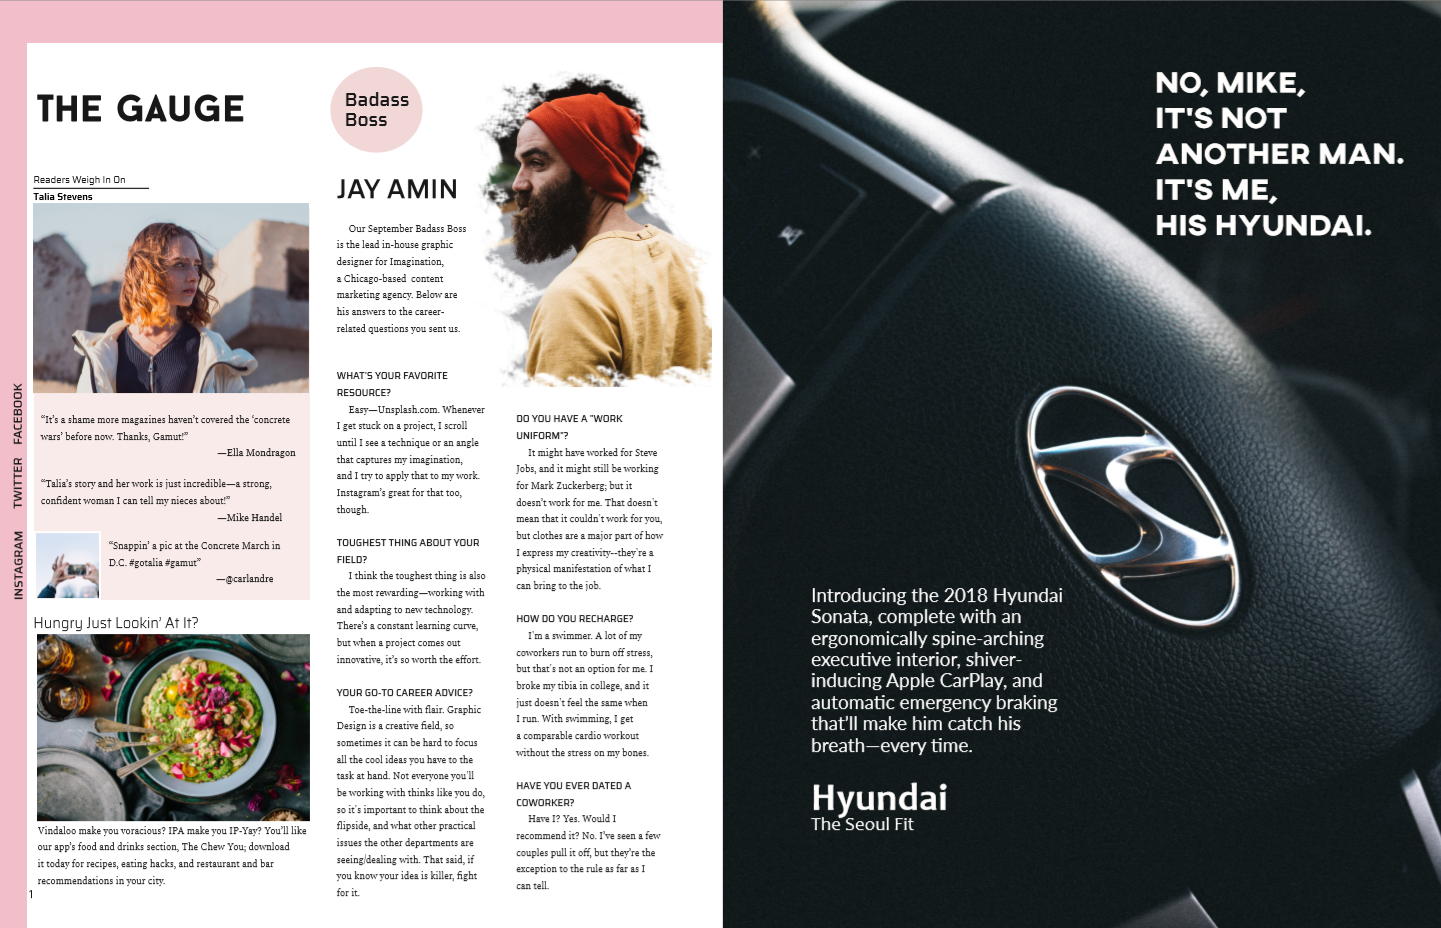 THE GAUGE
Readers Weigh In On
Talia Stevens
“It’s a shame more magazines haven’t covered the ‘concrete
wars’ before now. Thanks, Gamut!”
—Ella Mondragon
“Talia’s story and her work is just incredible—a strong,
confident woman I can tell my nieces about!”
—Mike Handel
“Snappin’ a pic at the Concrete March in
D.C. #gotalia #gamut”
—@carlandre
FACEBOOK
TWITTER
INSTAGRAM
Hungry Just Lookin’ At It?
Vindaloo make you voracious? IPA make you IP-Yay? You’ll like
our app’s food and drinks section, The Chew You; download
it today for recipes, eating hacks, and restaurant and bar
recommendations in your city.
1
Badass
Boss
JAY AMIN
Our September Badass Boss
is the lead in-house graphic
designer for Imagination,
a Chicago-based content
marketing agency. Below are
his answers to the career-
related questions you sent us.
WHAT’S YOUR FAVORITE
RESOURCE?
Easy—Unsplash.com. Whenever
I get stuck on a project, I scroll
until I see a technique or an angle
that captures my imagination,
and I try to apply that to my work.
Instagram’s great for that too,
though.
TOUGHEST THING ABOUT YOUR
FIELD?
I think the toughest thing is also
the most rewarding—working with
and adapting to new technology.
There’s a constant learning curve,
but when a project comes out
innovative, it’s so worth the effort.
YOUR GO-TO CAREER ADVICE?
Toe-the-line with flair. Graphic
Design is a creative field, so
sometimes it can be hard to focus
all the cool ideas you have to the
task at hand. Not everyone you’ll
be working with thinks like you do,
so it’s important to think about the
flipside, and what other practical
issues the other departments are
seeing/dealing with. That said, if
you know your idea is killer, fight
for it.
DO YOU HAVE A "WORK
UNIFORM"?
It might have worked for Steve
Jobs, and it might still be working
for Mark Zuckerberg; but it
doesn't work for me. That doesn't
mean that it couldn't work for you,
but clothes are a major part of how
I express my creativity--they're a
physical manifestation of what I
can bring to the job.
HOW DO YOU RECHARGE?
I'm a swimmer. A lot of my
coworkers run to burn off stress,
but that's not an option for me. I
broke my tibia in college, and it
just doesn't feel the same when
I run. With swimming, I get
a comparable cardio workout
without the stress on my bones.
HAVE YOU EVER DATED A
COWORKER?
Have I? Yes. Would I
recommend it? No. I've seen a few
couples pull it off, but they're the
exception to the rule as far as I
can tell.
NO, MIKE,
IT'S NOT
ANOTHER MAN.
IT'S ME,
HIS HYUNDAI.
Introducing the 2018 Hyundai
Sonata, complete with an
ergonomically spine-arching
executive interior, shiver-
inducing Apple CarPlay, and
automatic emergency braking
that'll make him catch his
breath—every time.
Hyundai
The Seoul Fit